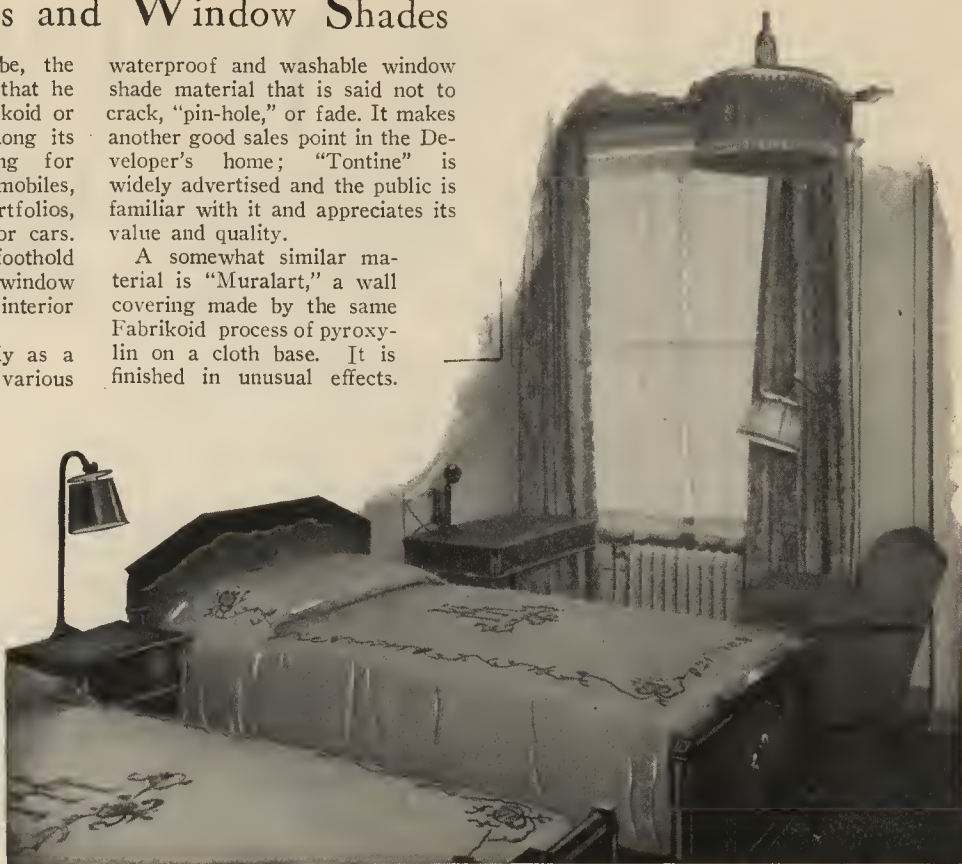 s and Window Shades
be, the
that he
koid or
ong its
ng for
mobiles,
rtfolios,
or cars.
foothold
window
interior
ly as a
various
waterproof and washable window
shade material that is said not to
crack, “pin-hole,” or fade. It makes
another good sales point in the De-
veloper’s home; “Tontine” is
widely advertised and the public is
familiar with it and appreciates its
value and quality.
A somewhat similar ma-
terial is “Muralart,” a wall
covering made by the same
Fabrikoid process of pyroxy-
lin on a cloth base. It is
finished in unusual effects.